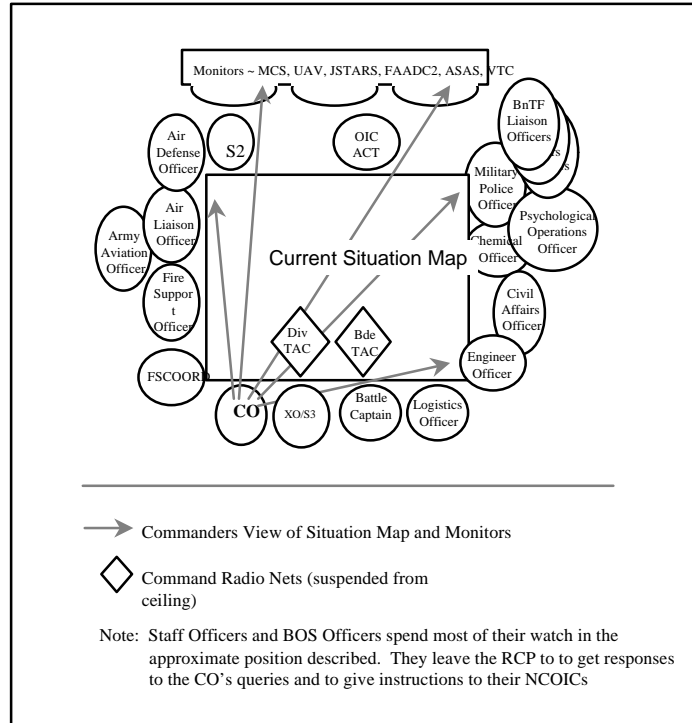 Monitors ~ MCS, UAV, JSTARS, FAADC2, ASAS, VTC
BnTF
Liaison
Officers
Air
Defense
Officer
S2
OIC
ACT
Military
Police
Officer
Air
Liaison
Officer
Army
Aviation
Officer
Psychological
Operations
Officer
Chemical
Officer
Current Situation Map
Fire
Suppor
t
Officer
Civil
Affairs
Officer
Div
TAC
Bde
TAC
Engineer
Officer
FSCOORD
CO
XO/S3
Battle
Captain
Logistics
Officer
Commanders View of Situation Map and Monitors
Command Radio Nets (suspended from
ceiling)
Note: Staff Officers and BOS Officers spend most of their watch in the
approximate position described. They leave the RCP to to get responses
to the CO's queries and to give instructions to their NCOICs